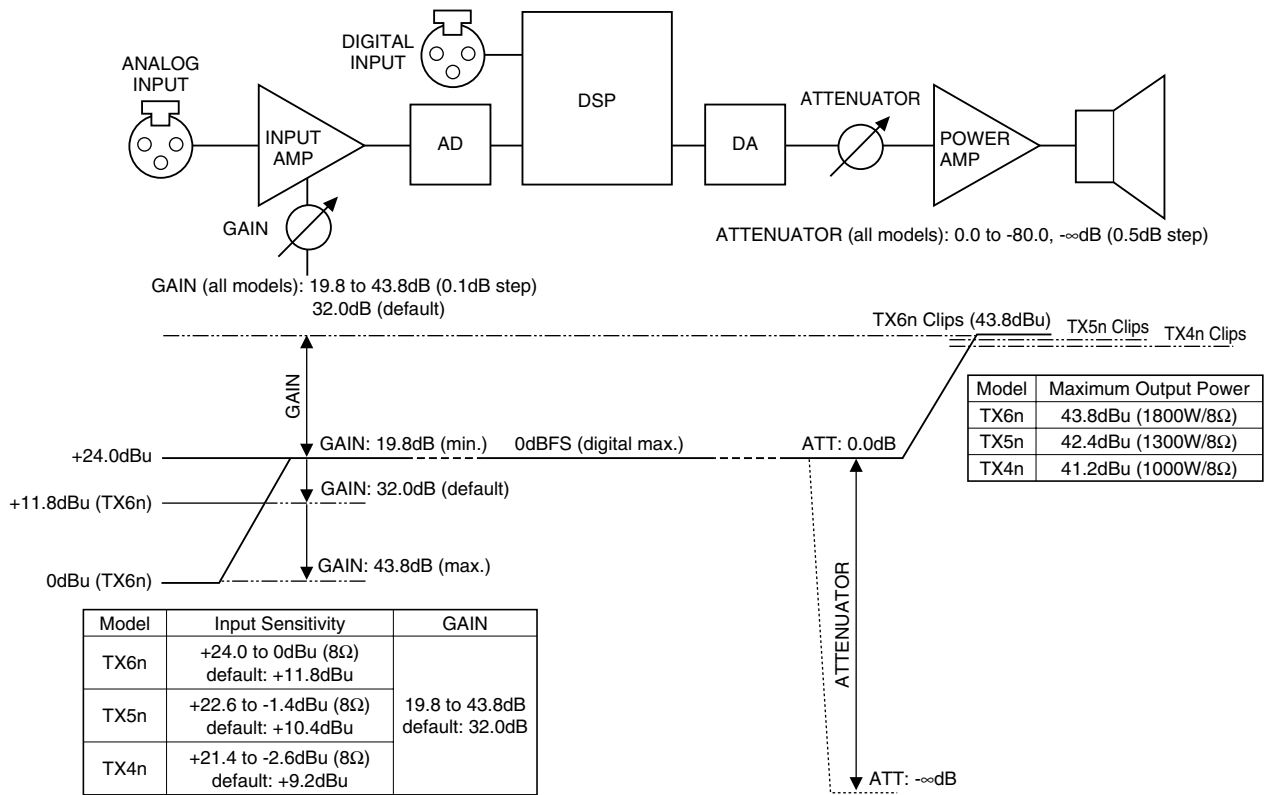 ANALOG
INPUT
DIGITAL
INPUT
INPUT
AMP
AD
DSP
DA
ATTENUATOR
POWER
AMP
GAIN
ATTENUATOR (all models): 0.0 to -80.0, -∞dB (0.5dB step)
GAIN (all models): 19.8 to 43.8dB (0.1dB step)
32.0dB (default)
TX6n Clips (43.8dBu)
TX5n Clips
TX4n Clips
GAIN
Model Maximum Output Power
TX6n 43.8dBu (1800W/8Ω)
TX5n 42.4dBu (1300W/8Ω)
TX4n 41.2dBu (1000W/8Ω)
+24.0dBu
GAIN: 19.8dB (min.)
0dBFS (digital max.)
ATT: 0.0dB
+11.8dBu (TX6n)
GAIN: 32.0dB (default)
0dBu (TX6n)
GAIN: 43.8dB (max.)
ATTENUATOR
ATT: -∞dB
Model Input Sensitivity GAIN
TX6n
+24.0 to 0dBu (8Ω)
default: +11.8dBu
TX5n
+22.6 to -1.4dBu (8Ω)
default: +10.4dBu
19.8 to 43.8dB
default: 32.0dB
TX4n
+21.4 to -2.6dBu (8Ω)
default: +9.2dBu